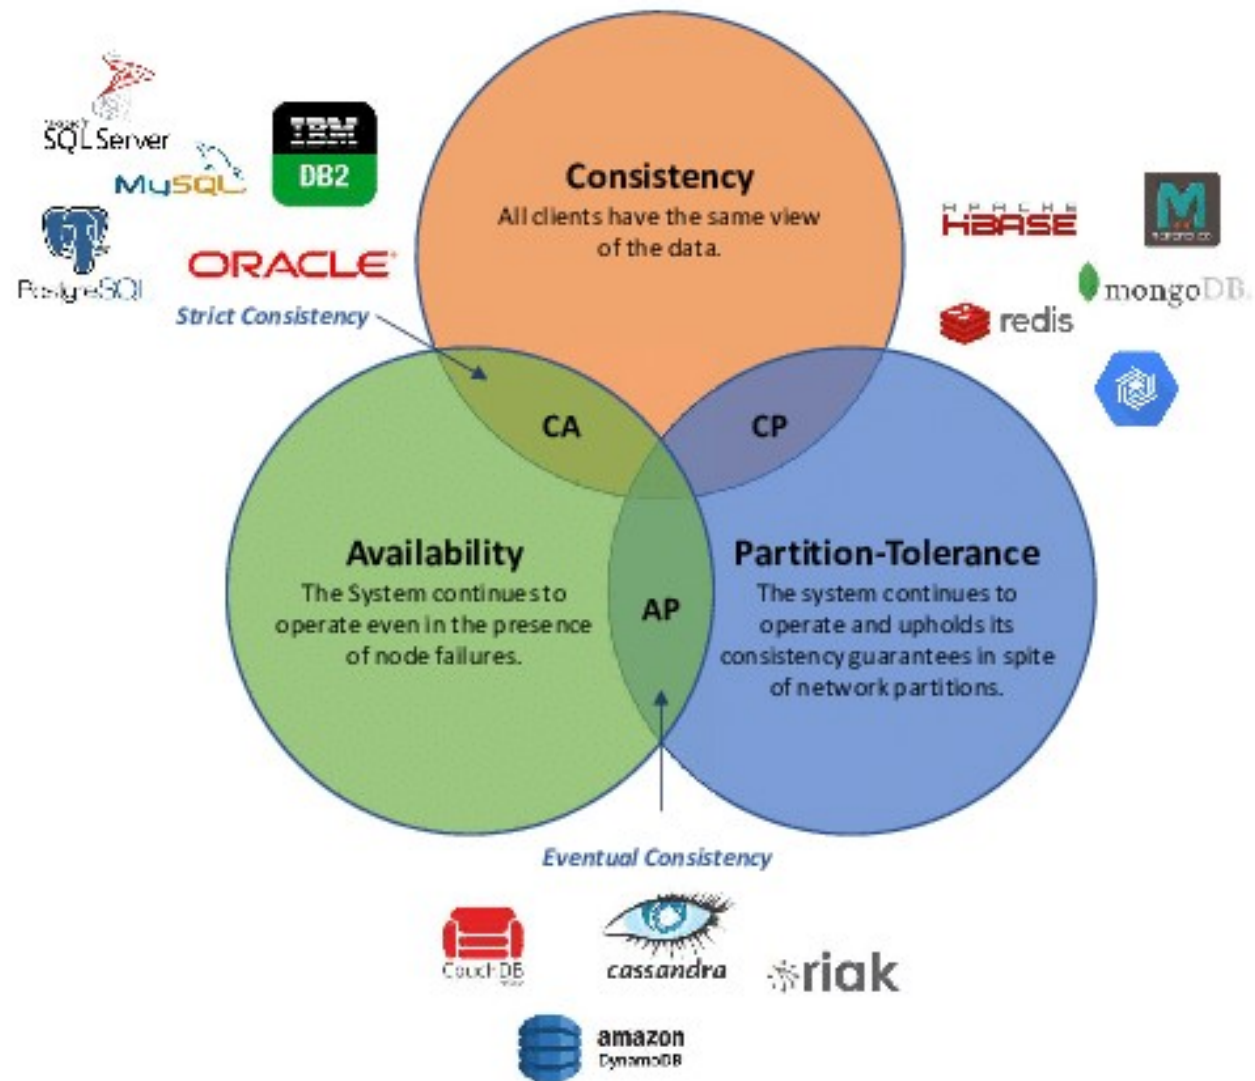 SQL Server
MySQL
IBM
DB2
PostgreSQL
ORACLE
Strict Consistency
Consistency
All clients have the same view
of the data.
APACHE
HBASE
mongoDB.
redis
CA
CP
Availability
The System continues to
operate even in the presence
of node failures.
AP
Partition-Tolerance
The system continues to
operate and upholds its
consistency guarantees in spite
of network partitions.
Eventual Consistency
CouchDB
cassandra
riak
amazon
DynamoDB